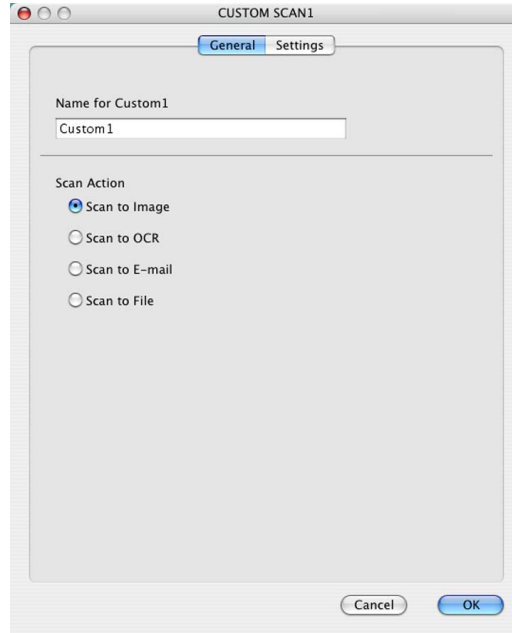 CUSTOM SCAN1
General Settings
Name for Custom1
Custom1
Scan Action
Scan to Image
Scan to OCR
Scan to E-mail
Scan to File
Cancel OK